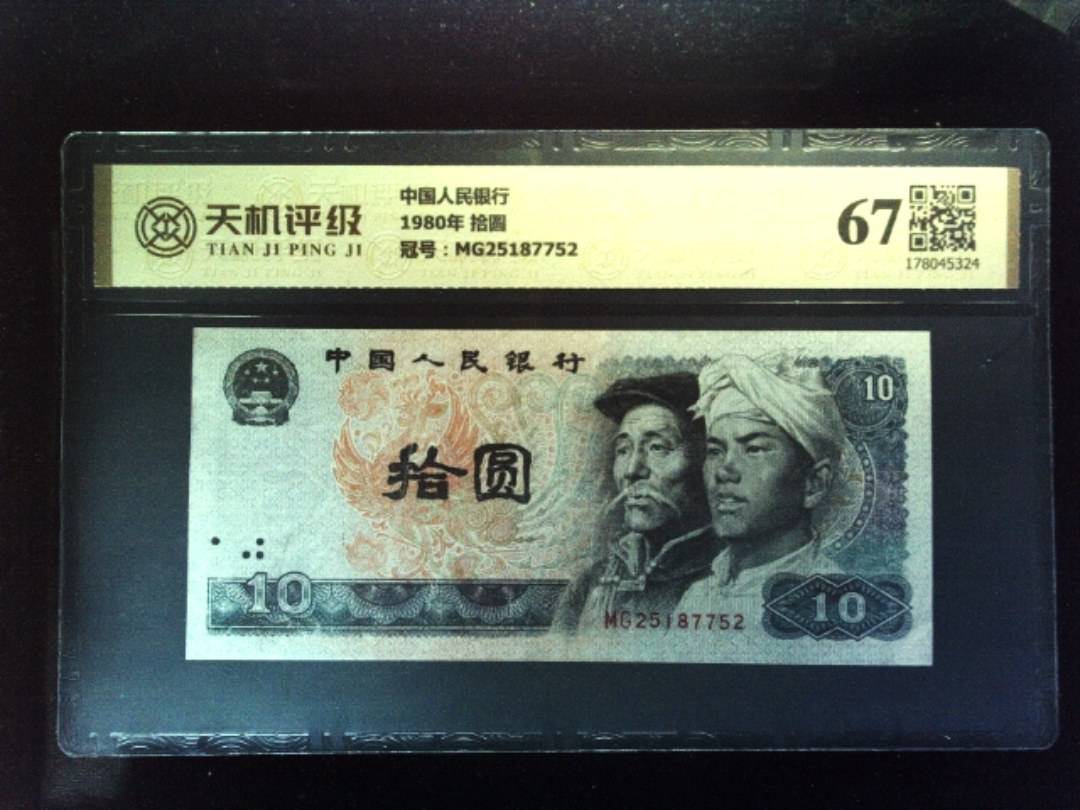 天机评级
TIAN JI PING JI
中国人民银行
1980年 拾圆
冠号：MG25187752
67
178045324
中国人民银行
10
拾圆
10
MG25187752
10